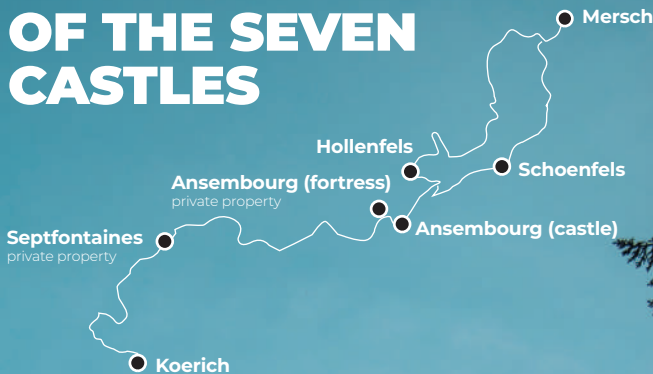 OF THE SEVEN
CASTLES
Mersch
Hollenfels
Schoenfels
Ansembourg (fortress)
private property
Ansembourg (castle)
Septfontaines
private property
Koerich